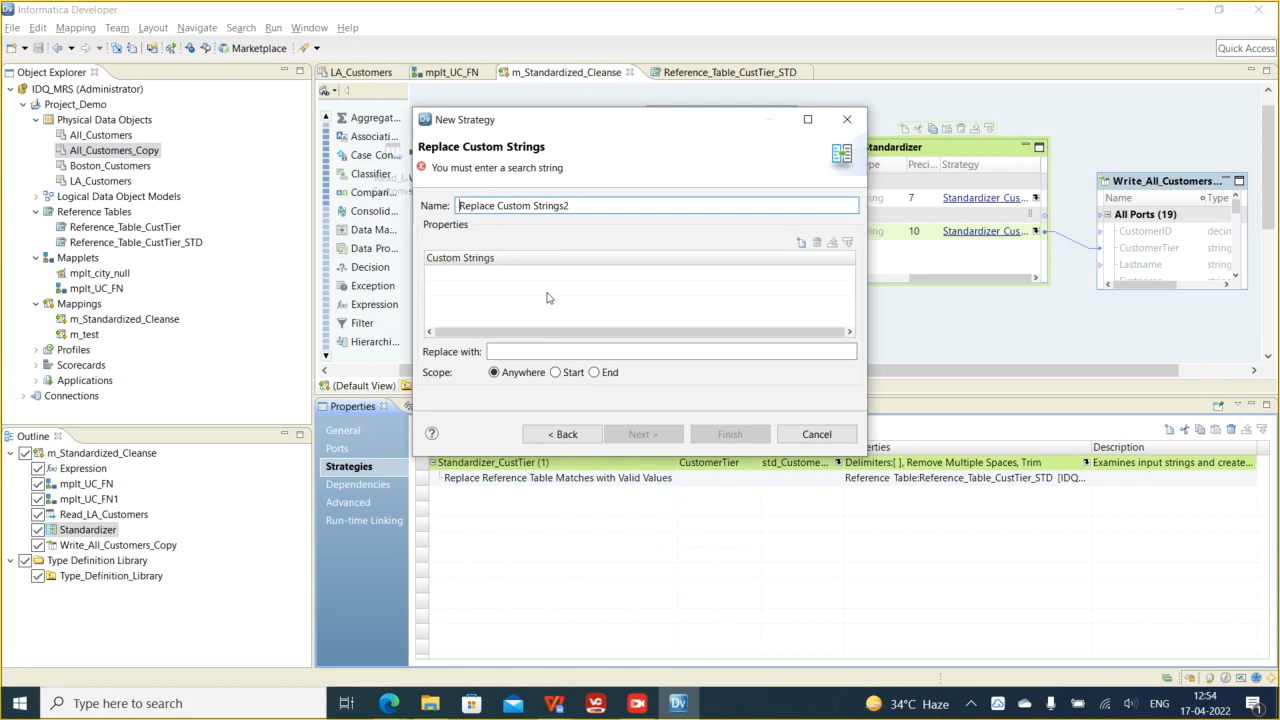 Informatica Developer
File Edit Mapping Team Layout Navigate Search Run Window Help
Marketplace
Quick Access
Object Explorer
IDQ_MRS (Administrator)
Project_Demo
Physical Data Objects
All_Customers
All_Customers_Copy
Boston_Customers
LA_Customers
Logical Data Object Models
Reference Tables
Reference_Table_CustTier
Reference_Table_CustTier_STD
Mapplets
mplt_city_null
mplt_UC_FN
Mappings
m_Standardized_Cleanse
m_test
Profiles
Scorecards
Applications
Connections
Outline
m_Standardized_Cleanse
Expression
mplt_UC_FN
mplt_UC_FN1
Read_LA_Customers
Standardizer
Write_All_Customers_Copy
Type Definition Library
Type_Definition_Library
LA_Customers mplt_UC_FN m_Standardized_Cleanse Reference_Table_CustTier_STD
Aggregat...
Associati...
Case Con...
Classifier
Compari...
Consolid...
Data Ma...
Data Pro...
Decision
Exception
Expression
Filter
Hierarchi...
(Default View)
New Strategy
Replace Custom Strings
You must enter a search string
Name: Replace Custom Strings2
Properties
Custom Strings
Replace with:
Scope: Anywhere Start End
< Back Next > Finish Cancel
Standardizer
Preci... Strategy
7 Standardizer_Cus...
10 Standardizer_Cus...
Write_All_Customers...
Name Type
All Ports (19)
CustomerID decin
CustomerTier string
Lastname string
Properties
General
Ports
Strategies
Dependencies
Advanced
Run-time Linking
Description
Standardizer_CustTier (1) CustomerTier std_Custome... Delimiters:[ ], Remove Multiple Spaces, Trim Examines input strings and create...
Replace Reference Table Matches with Valid Values Reference Table:Reference_Table_CustTier_STD [IDQ...
Type here to search
34°C Haze
ENG
12:54
17-04-2022
1